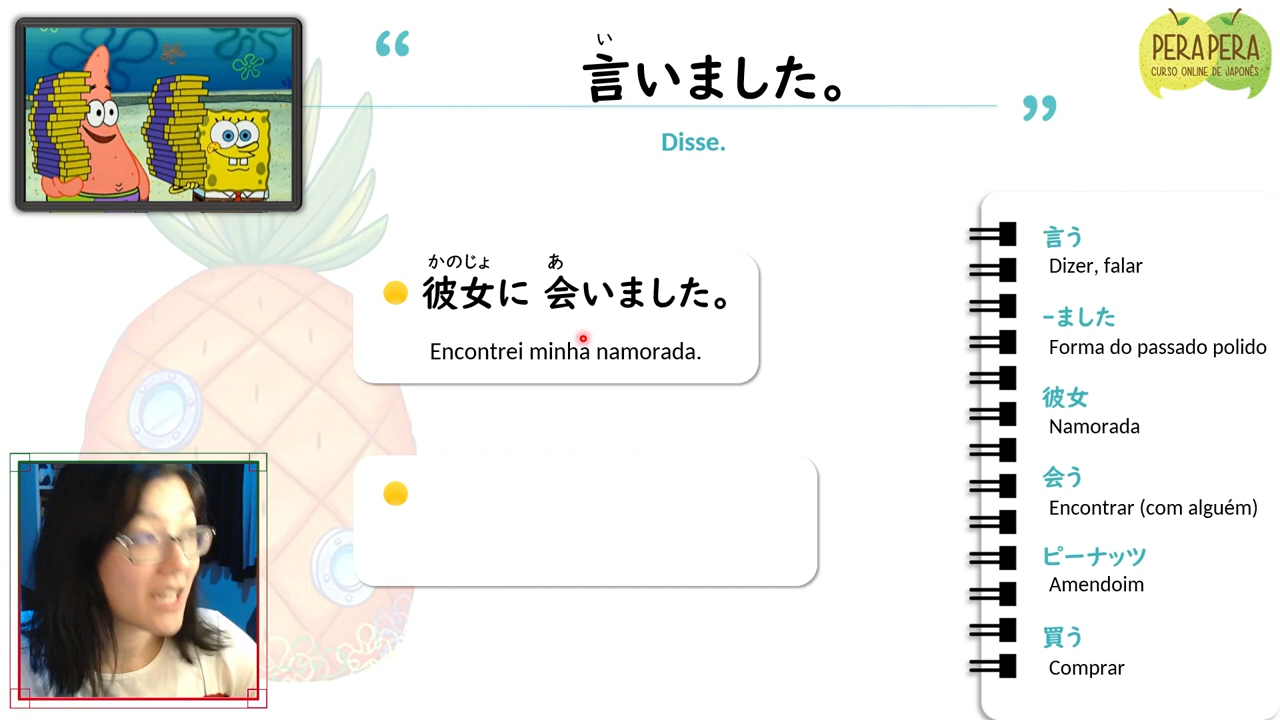 “
い
言いました。
”
Disse.
PERAPERA
CURSO ONLINE DE JAPONÊS
かのじょ あ
彼女に 会いました。
Encontrei minha namorada.
言う
Dizer, falar
-ました
Forma do passado polido
彼女
Namorada
会う
Encontrar (com alguém)
ピーナッツ
Amendoim
買う
Comprar